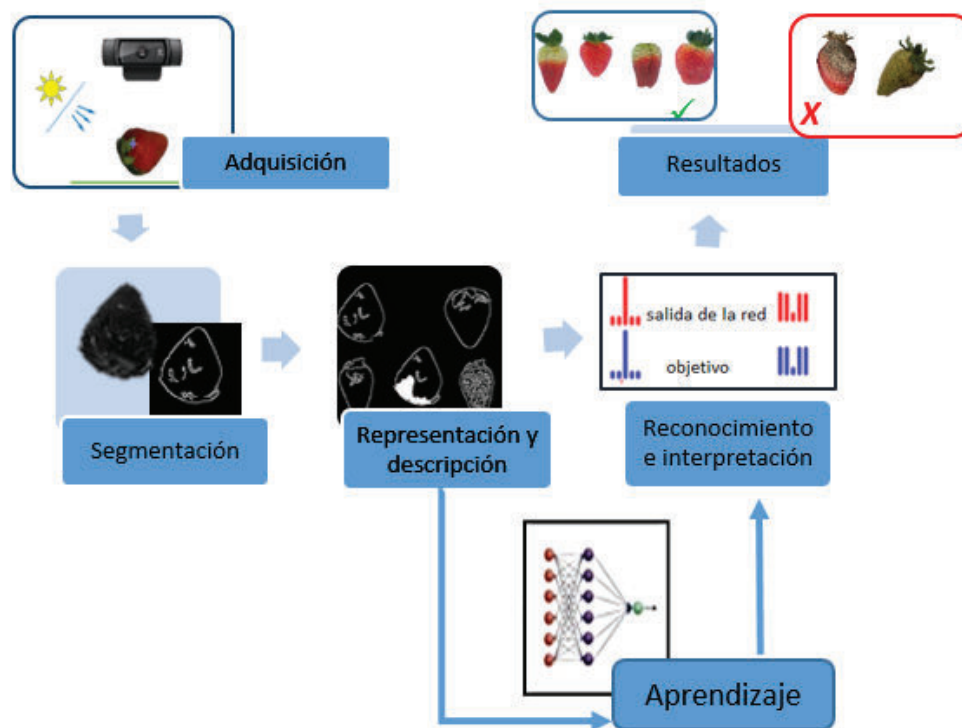 Adquisición
Resultados
X
salida de la red
objetivo
Segmentación
Representación y
descripción
Reconocimiento
e interpretación
Aprendizaje